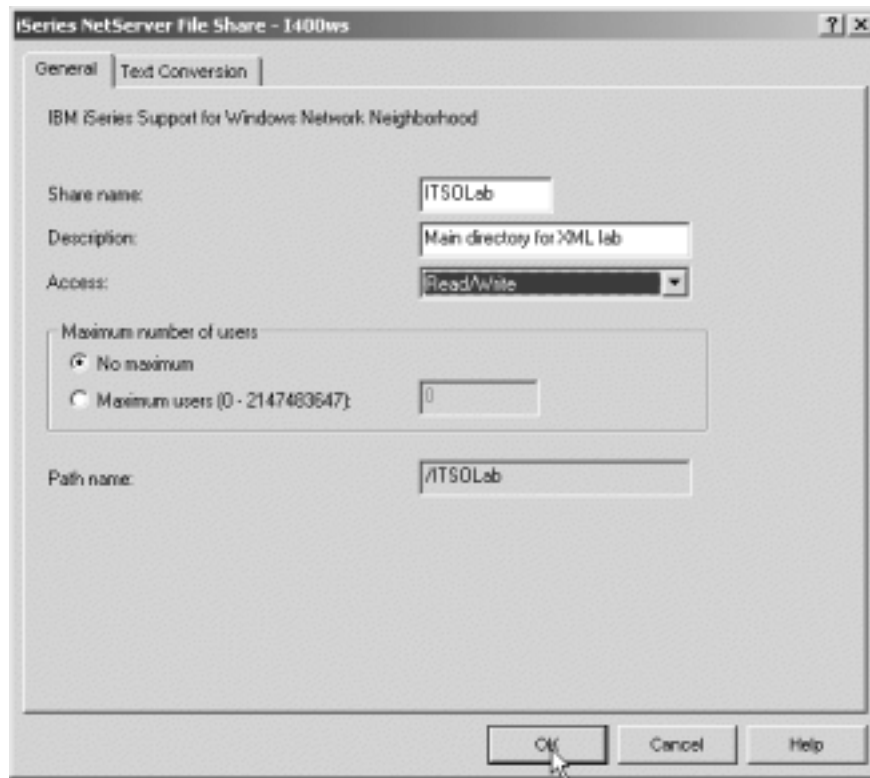 iSeries NetServer File Share - I400ws
General Text Conversion
IBM iSeries Support for Windows Network Neighborhood
Share name: ITSOLab
Description: Main directory for XML lab
Access: Read/Write
Maximum number of users
No maximum
Maximum users (0 - 2147483647): 0
Path name: /ITSOLab
OK Cancel Help